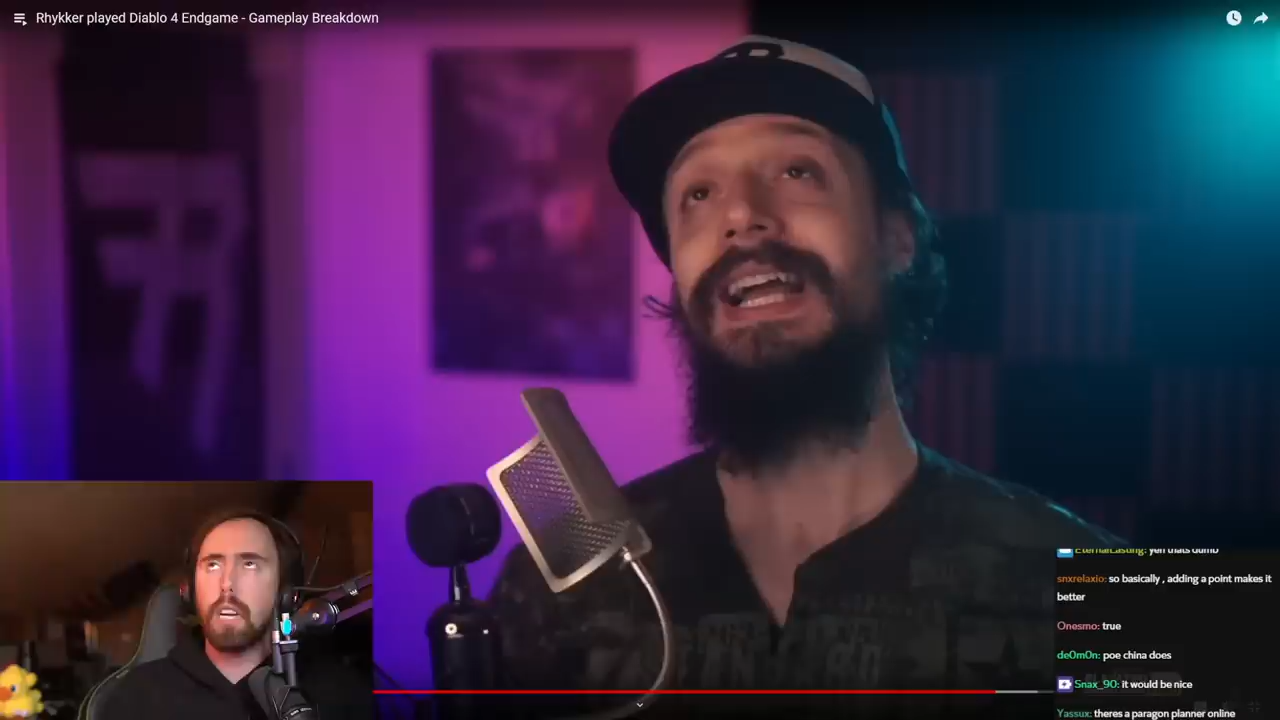 Rhykker played Diablo 4 Endgame - Gameplay Breakdown
EternalLasting: yeh thats dumb
snxrelaxio: so basically , adding a point makes it
better
Onesmo: true
de0m0n: poe china does
Snax_90: it would be nice
Yassux: theres a paragon planner online